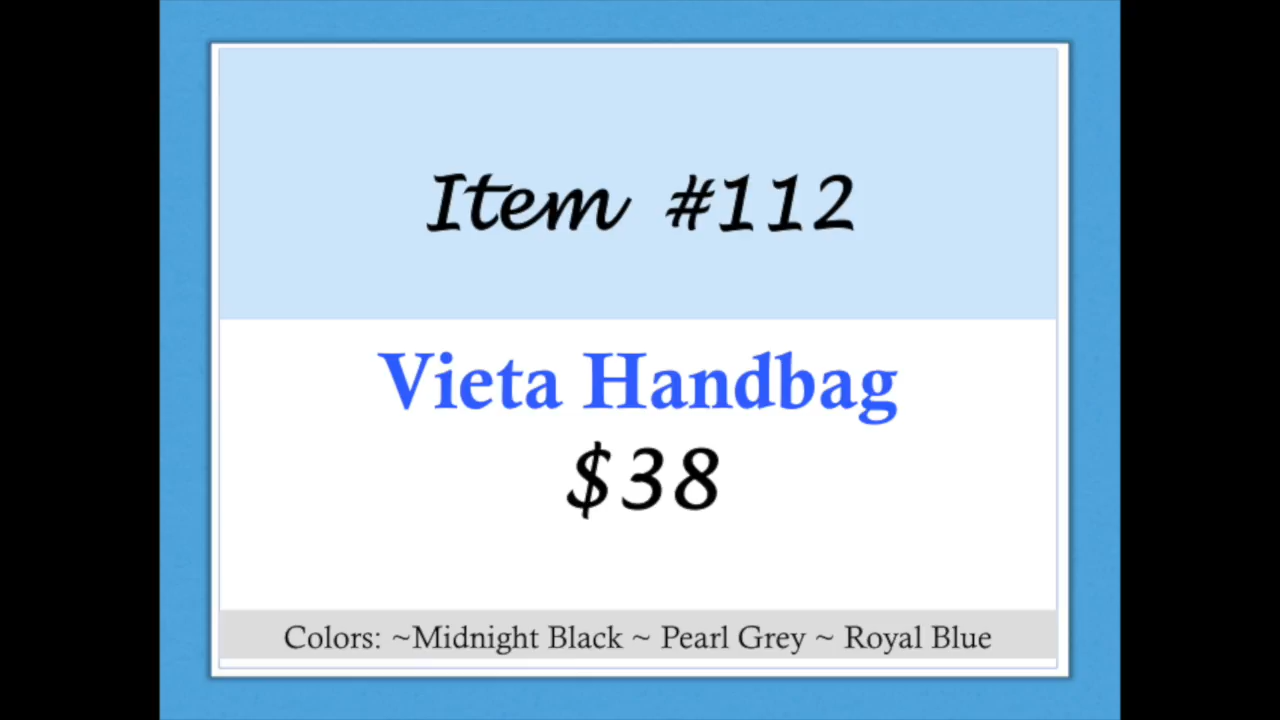 Item #112
Vieta Handbag
$38
Colors: ~Midnight Black ~ Pearl Grey ~ Royal Blue